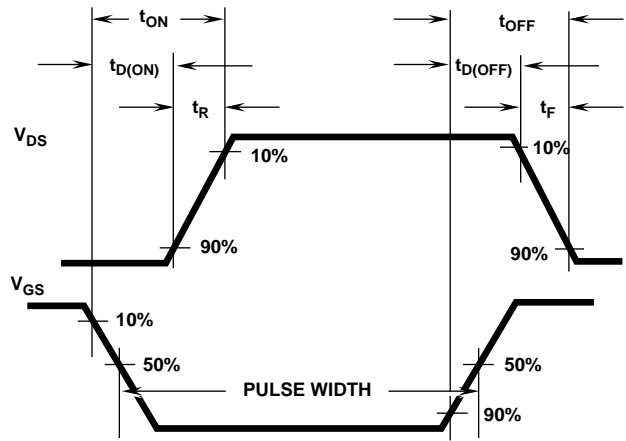 tON
tOFF
tD(ON)
tD(OFF)
tR
tF
VDS
10%
10%
90%
90%
VGS
10%
50%
PULSE WIDTH
50%
90%